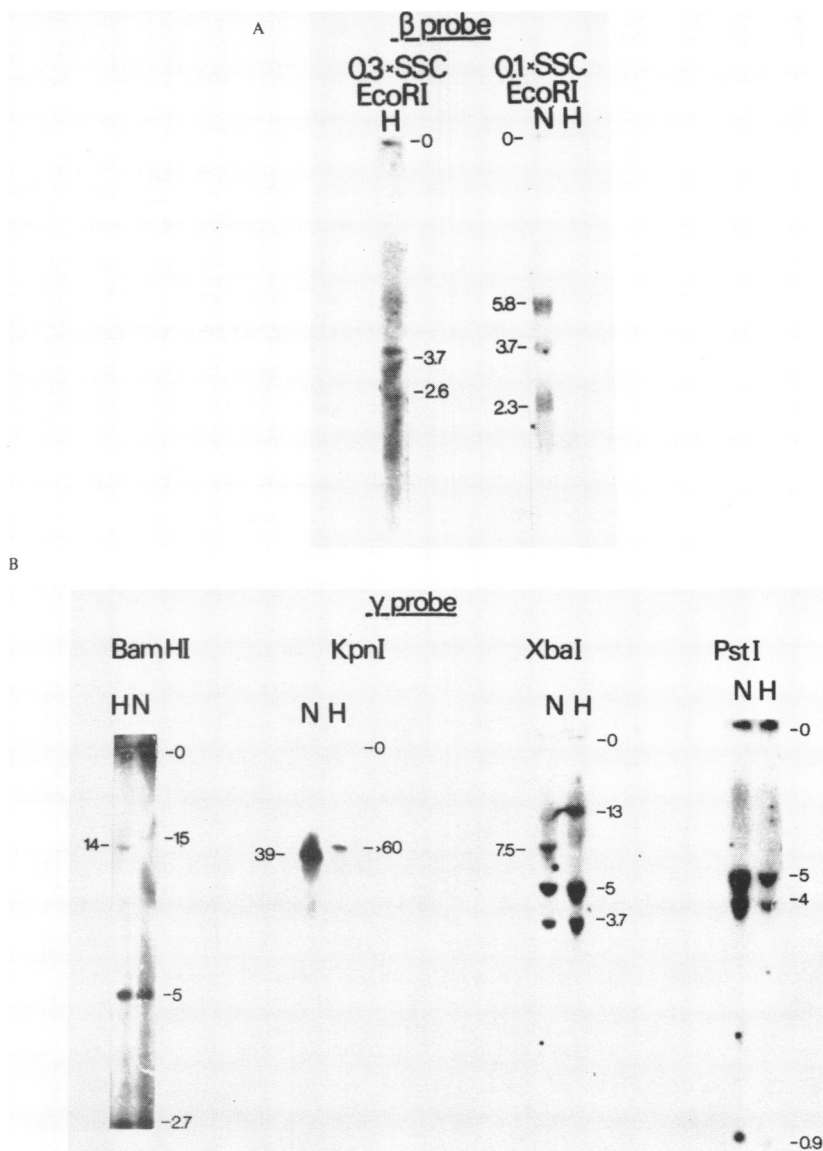 A
β probe
0.3×SSC 0.1×SSC
EcoRI EcoRI
H N H
-0 0-
5.8-
-3.7 3.7-
-2.6
2.3-
B
γ probe
BamHI KpnI XbaI PstI
H N N H N H N H
-0 -0 -0 -0
-13
14- -15 39- -60 7.5-
-5 -5
-4
-3.7
-5
-2.7
-0.9